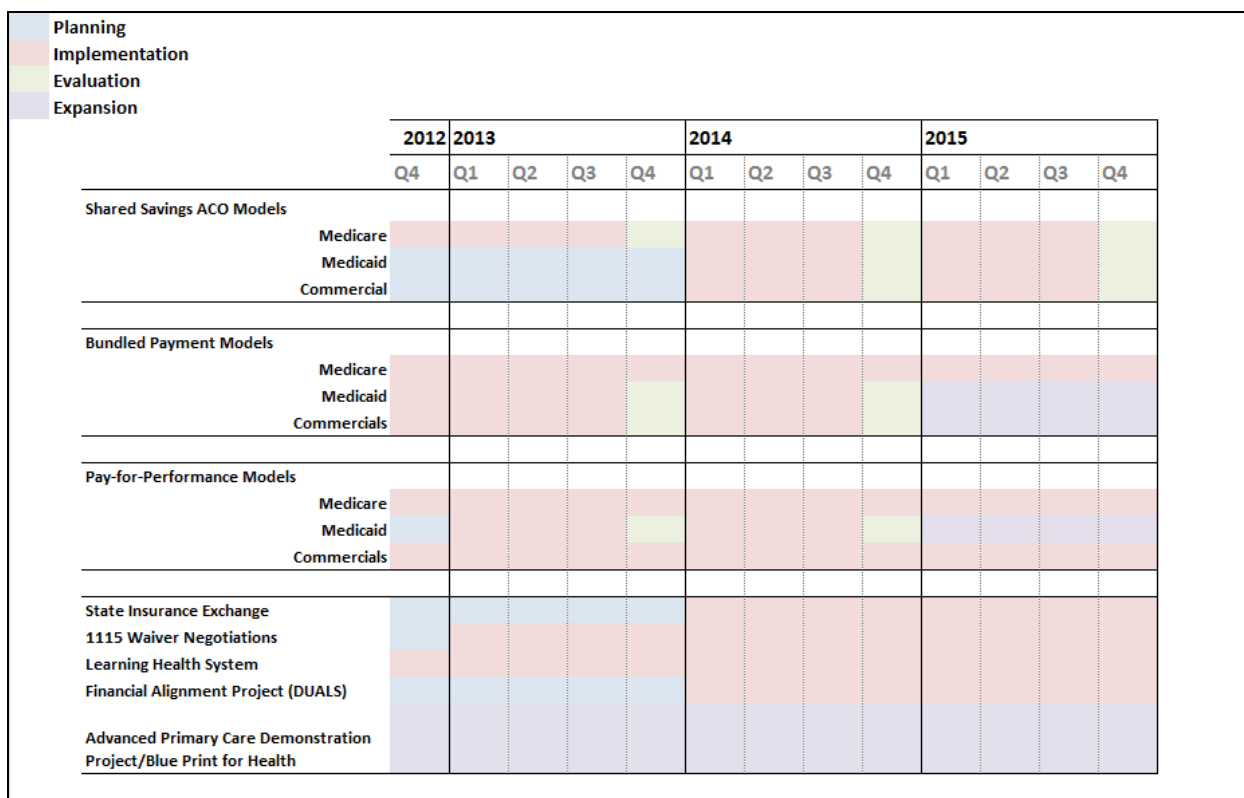 Planning
Implementation
Evaluation
Expansion
2012 2013 2014 2015
Q4 Q1 Q2 Q3 Q4 Q1 Q2 Q3 Q4 Q1 Q2 Q3 Q4
Shared Savings ACO Models
Medicare
Medicaid
Commercial
Bundled Payment Models
Medicare
Medicaid
Commercials
Pay-for-Performance Models
Medicare
Medicaid
Commercials
State Insurance Exchange
1115 Waiver Negotiations
Learning Health System
Financial Alignment Project (DUALS)
Advanced Primary Care Demonstration
Project/Blue Print for Health